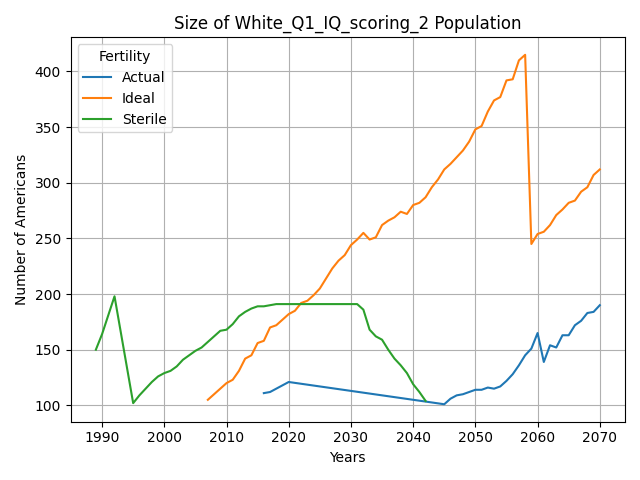 Size of White_Q1_IQ_scoring_2 Population
Fertility
Actual
Ideal
Sterile
Number of Americans
400
350
300
250
200
150
100
1990 2000 2010 2020 2030 2040 2050 2060 2070
Years